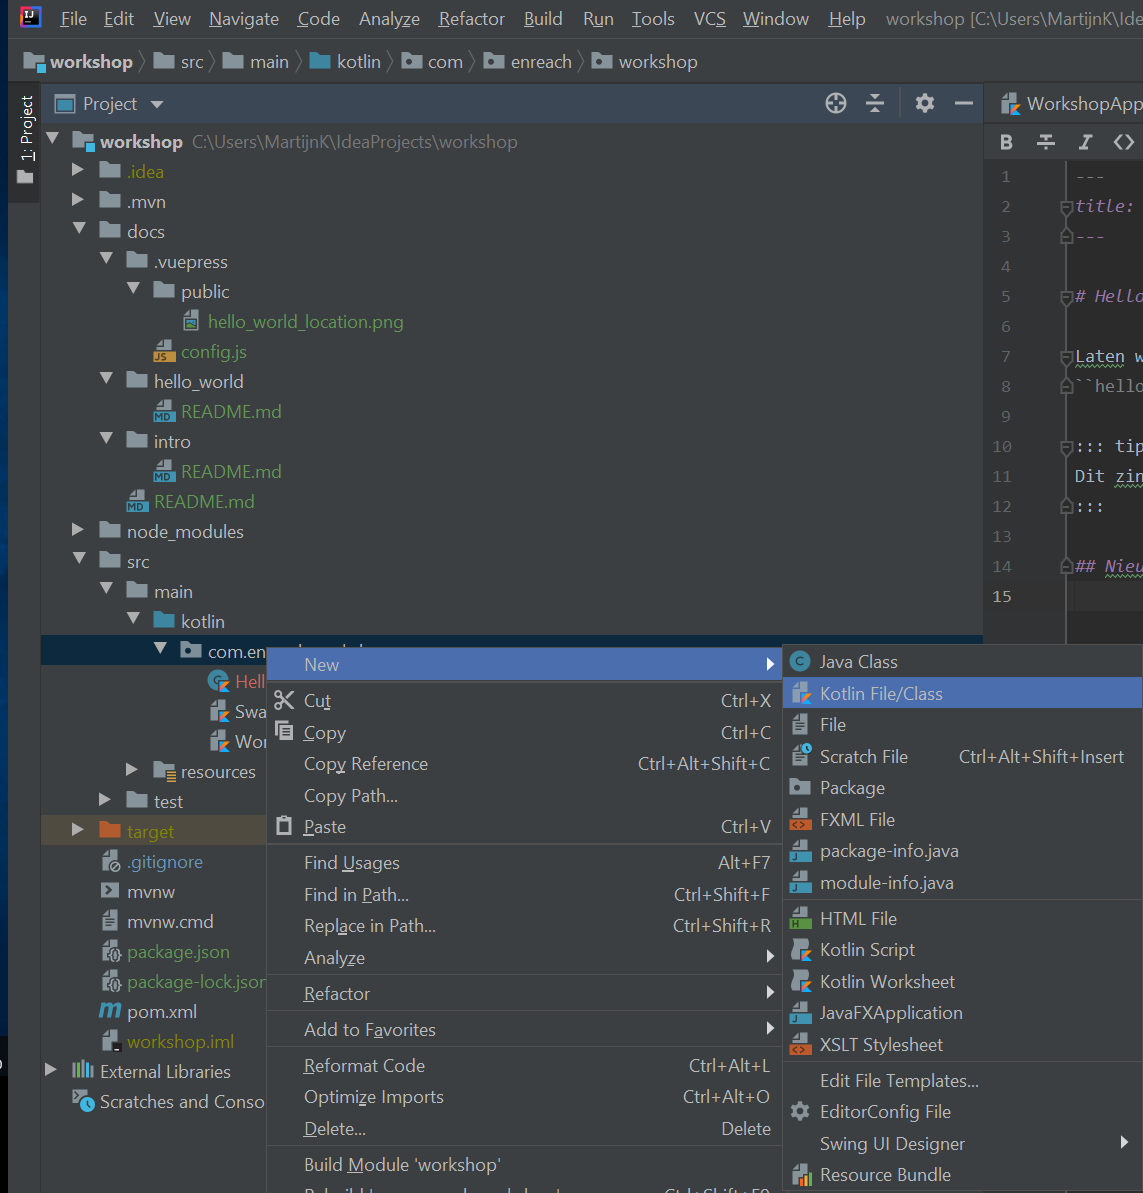 File Edit View Navigate Code Analyze Refactor Build Run Tools VCS Window Help workshop [C:\Users\MartijnK\Ide
workshop src main kotlin com enreach workshop
1: Project
Project
WorkshopApp
workshop C:\Users\MartijnK\IdeaProjects\workshop
.idea
.mvn
docs
.vuepress
public
hello_world_location.png
config.js
hello_world
README.md
intro
README.md
README.md
node_modules
src
main
kotlin
com.en
Hell
Swa
Wor
resources
test
target
.gitignore
mvnw
mvnw.cmd
package.json
package-lock.json
pom.xml
workshop.iml
External Libraries
Scratches and Conso
B I <>
1 ---
2 title:
3 ---
4
5 # Hello
6
7 Laten w
8 ``hello
9
10 ::: tip
11 Dit zin
12 :::
13
14 ## Nieu
15
New
Cut Ctrl+X
Copy Ctrl+C
Copy Reference Ctrl+Alt+Shift+C
Copy Path...
Paste Ctrl+V
Find Usages Alt+F7
Find in Path... Ctrl+Shift+F
Replace in Path... Ctrl+Shift+R
Analyze
Refactor
Add to Favorites
Reformat Code Ctrl+Alt+L
Optimize Imports Ctrl+Alt+O
Delete... Delete
Build Module 'workshop'
Java Class
Kotlin File/Class
File
Scratch File Ctrl+Alt+Shift+Insert
Package
FXML File
package-info.java
module-info.java
HTML File
Kotlin Script
Kotlin Worksheet
JavaFXApplication
XSLT Stylesheet
Edit File Templates...
EditorConfig File
Swing UI Designer
Resource Bundle